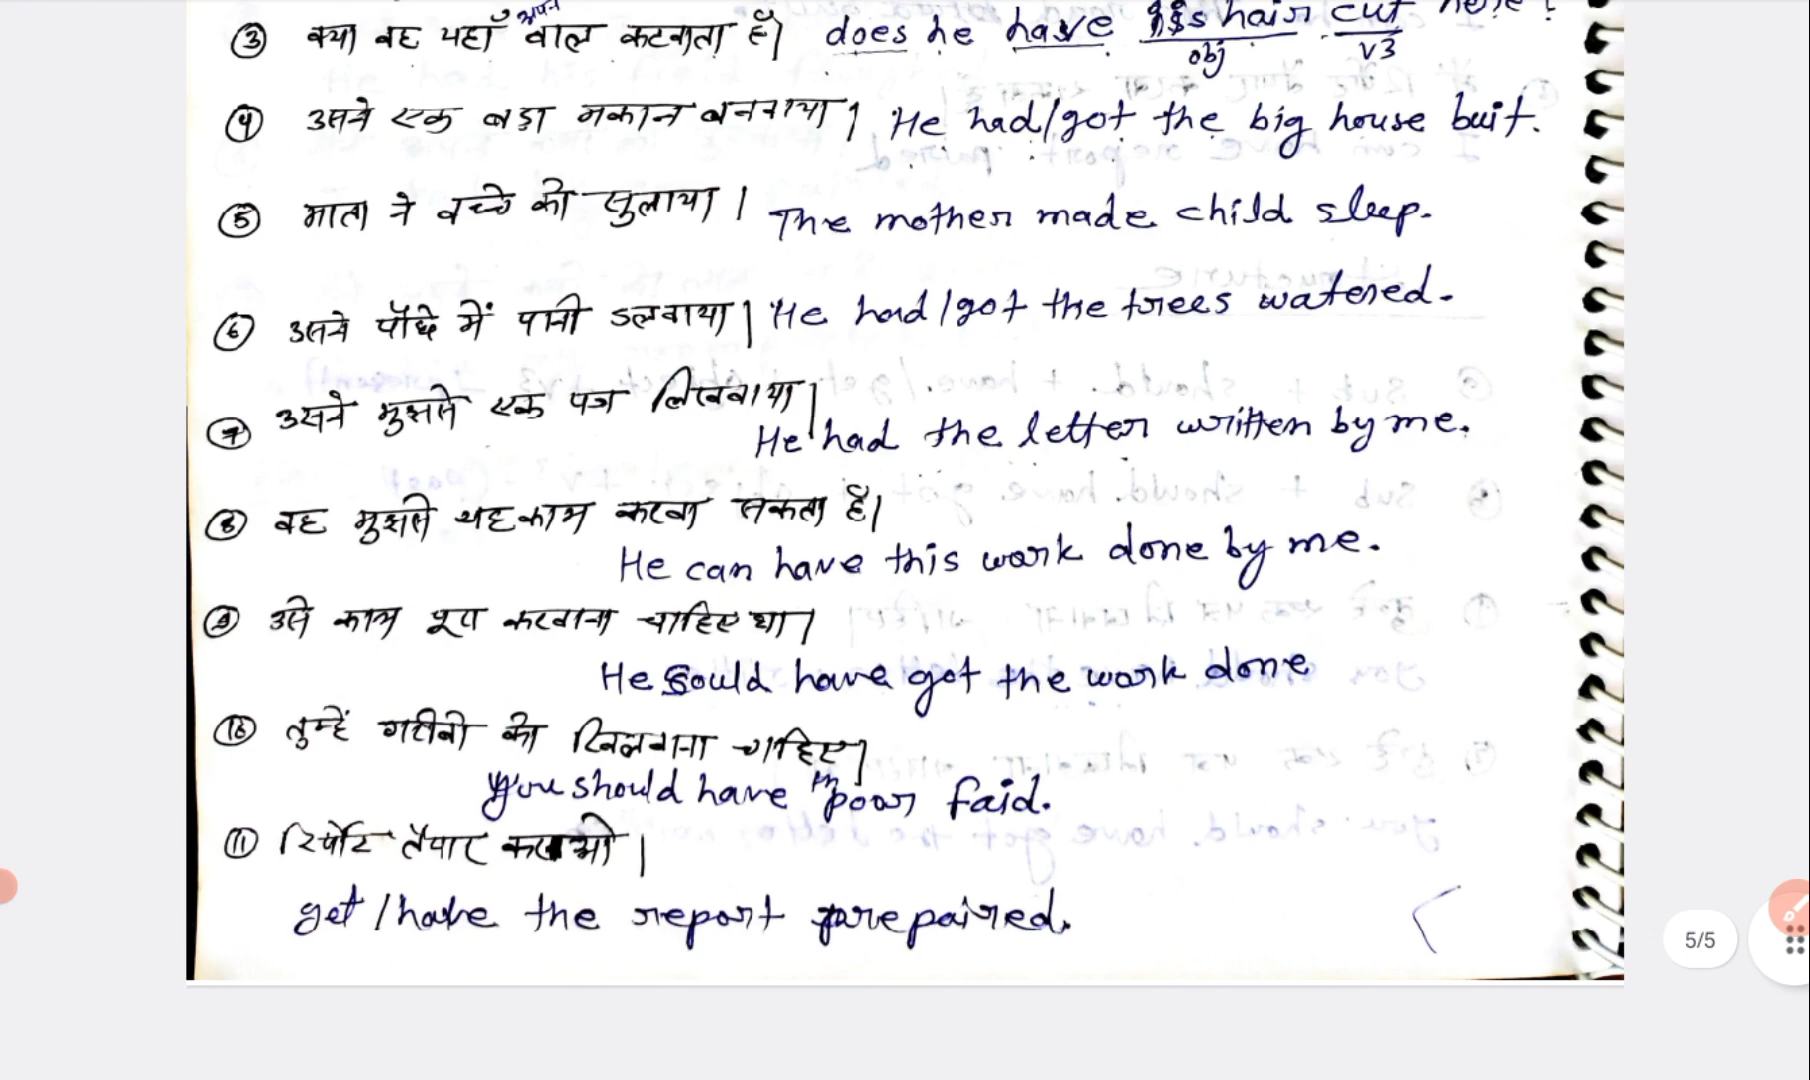 ③ क्या वह यहाँ अपने बाल कटवाता है। does he have his hair cut here?
obj v3
④ उसने एक बड़ा मकान बनवाया। He had/got the big house buit.
⑤ माता ने बच्चे को सुलाया। The mother made child sleep.
⑥ उसने पौधे में पानी डलवाया। He had/got the trees watered.
⑦ उसने मुझसे एक पत्र लिखवाया।
He had the letter written by me.
⑧ वह मुझसे यह काम करवा सकता है।
He can have this work done by me.
⑨ उसे काम पूरा करवाना चाहिए था।
He sould have got the work done
⑩ तुम्हें गरीबों को खिलवाना चाहिए।
you should have poor faid.
⑪ रिपोर्ट तैयार करवाओ।
get/have the report prepaired.
5/5